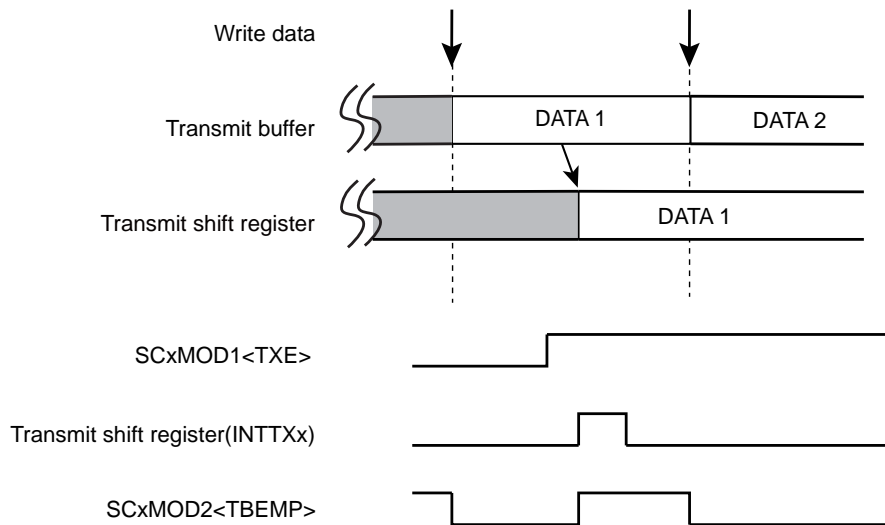 Write data
Transmit buffer
DATA 1
DATA 2
Transmit shift register
DATA 1
SCxMOD1<TXE>
Transmit shift register(INTTXx)
SCxMOD2<TBEMP>